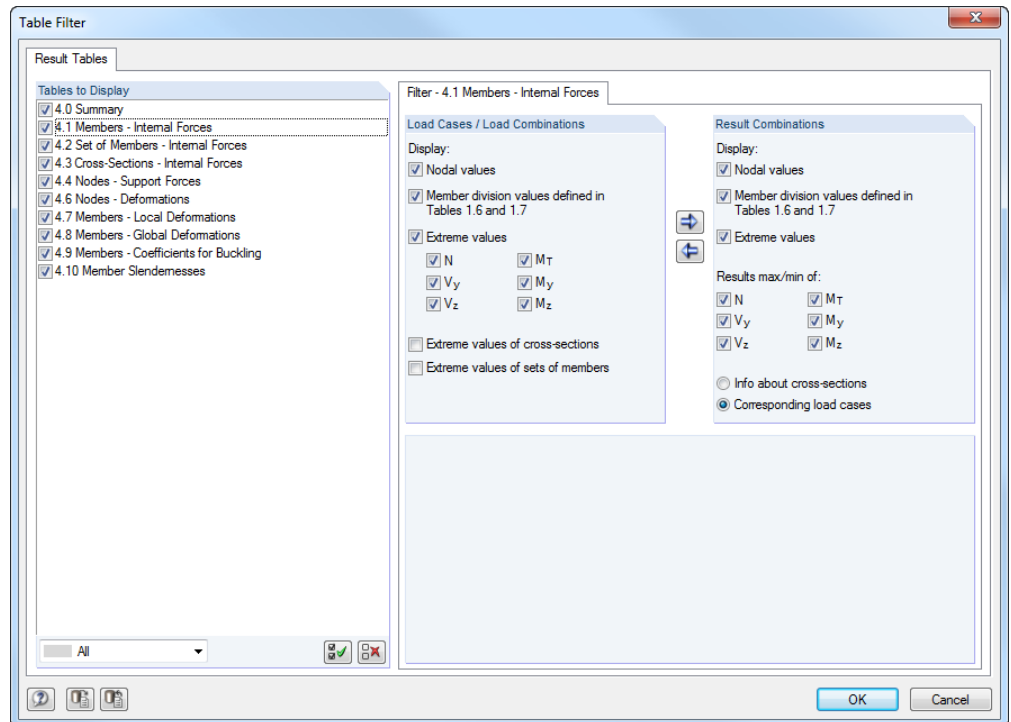 Table Filter
Result Tables
Tables to Display
4.0 Summary
4.1 Members - Internal Forces
4.2 Set of Members - Internal Forces
4.3 Cross-Sections - Internal Forces
4.4 Nodes - Support Forces
4.6 Nodes - Deformations
4.7 Members - Local Deformations
4.8 Members - Global Deformations
4.9 Members - Coefficients for Buckling
4.10 Member Slendernesses
All
Filter - 4.1 Members - Internal Forces
Load Cases / Load Combinations
Display:
Nodal values
Member division values defined in
Tables 1.6 and 1.7
Extreme values
N MT
Vy My
Vz Mz
Extreme values of cross-sections
Extreme values of sets of members
Result Combinations
Display:
Nodal values
Member division values defined in
Tables 1.6 and 1.7
Extreme values
Results max/min of:
N MT
Vy My
Vz Mz
Info about cross-sections
Corresponding load cases
OK Cancel